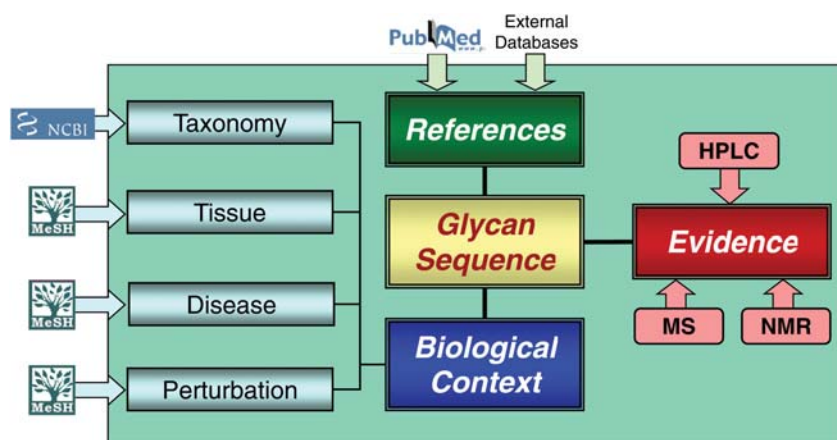 PubMed
External
Databases
NCBI
Taxonomy
References
HPLC
MeSH
Tissue
Glycan
Sequence
Evidence
MeSH
Disease
MS
NMR
Biological
Context
MeSH
Perturbation